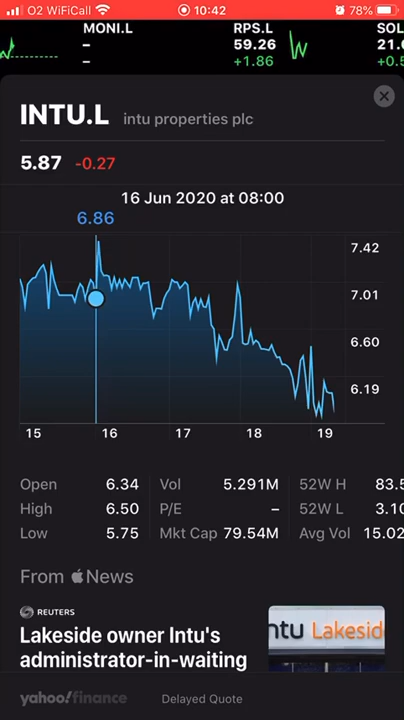 O2 WiFiCall 10:42 78%
MONI.L RPS.L SOL
– 59.26 21.
– +1.86 +0.
INTU.L intu properties plc
5.87 -0.27
16 Jun 2020 at 08:00
6.86
7.42
7.01
6.60
6.19
15 16 17 18 19
Open 6.34 Vol 5.291M 52W H 83.5
High 6.50 P/E – 52W L 3.10
Low 5.75 Mkt Cap 79.54M Avg Vol 15.02
From News
REUTERS
ntu Lakesid
Lakeside owner Intu's
administrator-in-waiting
yahoo!finance Delayed Quote